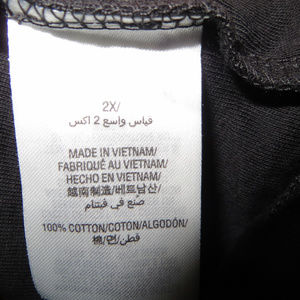 2X/
قياس واسع 2 اكس
MADE IN VIETNAM/
FABRIQUÉ AU VIETNAM/
HECHO EN VIETNAM/
越南制造/베트남산/
صنع في فيتنام
100% COTTON/COTON/ALGODÓN/
棉/면/قطن